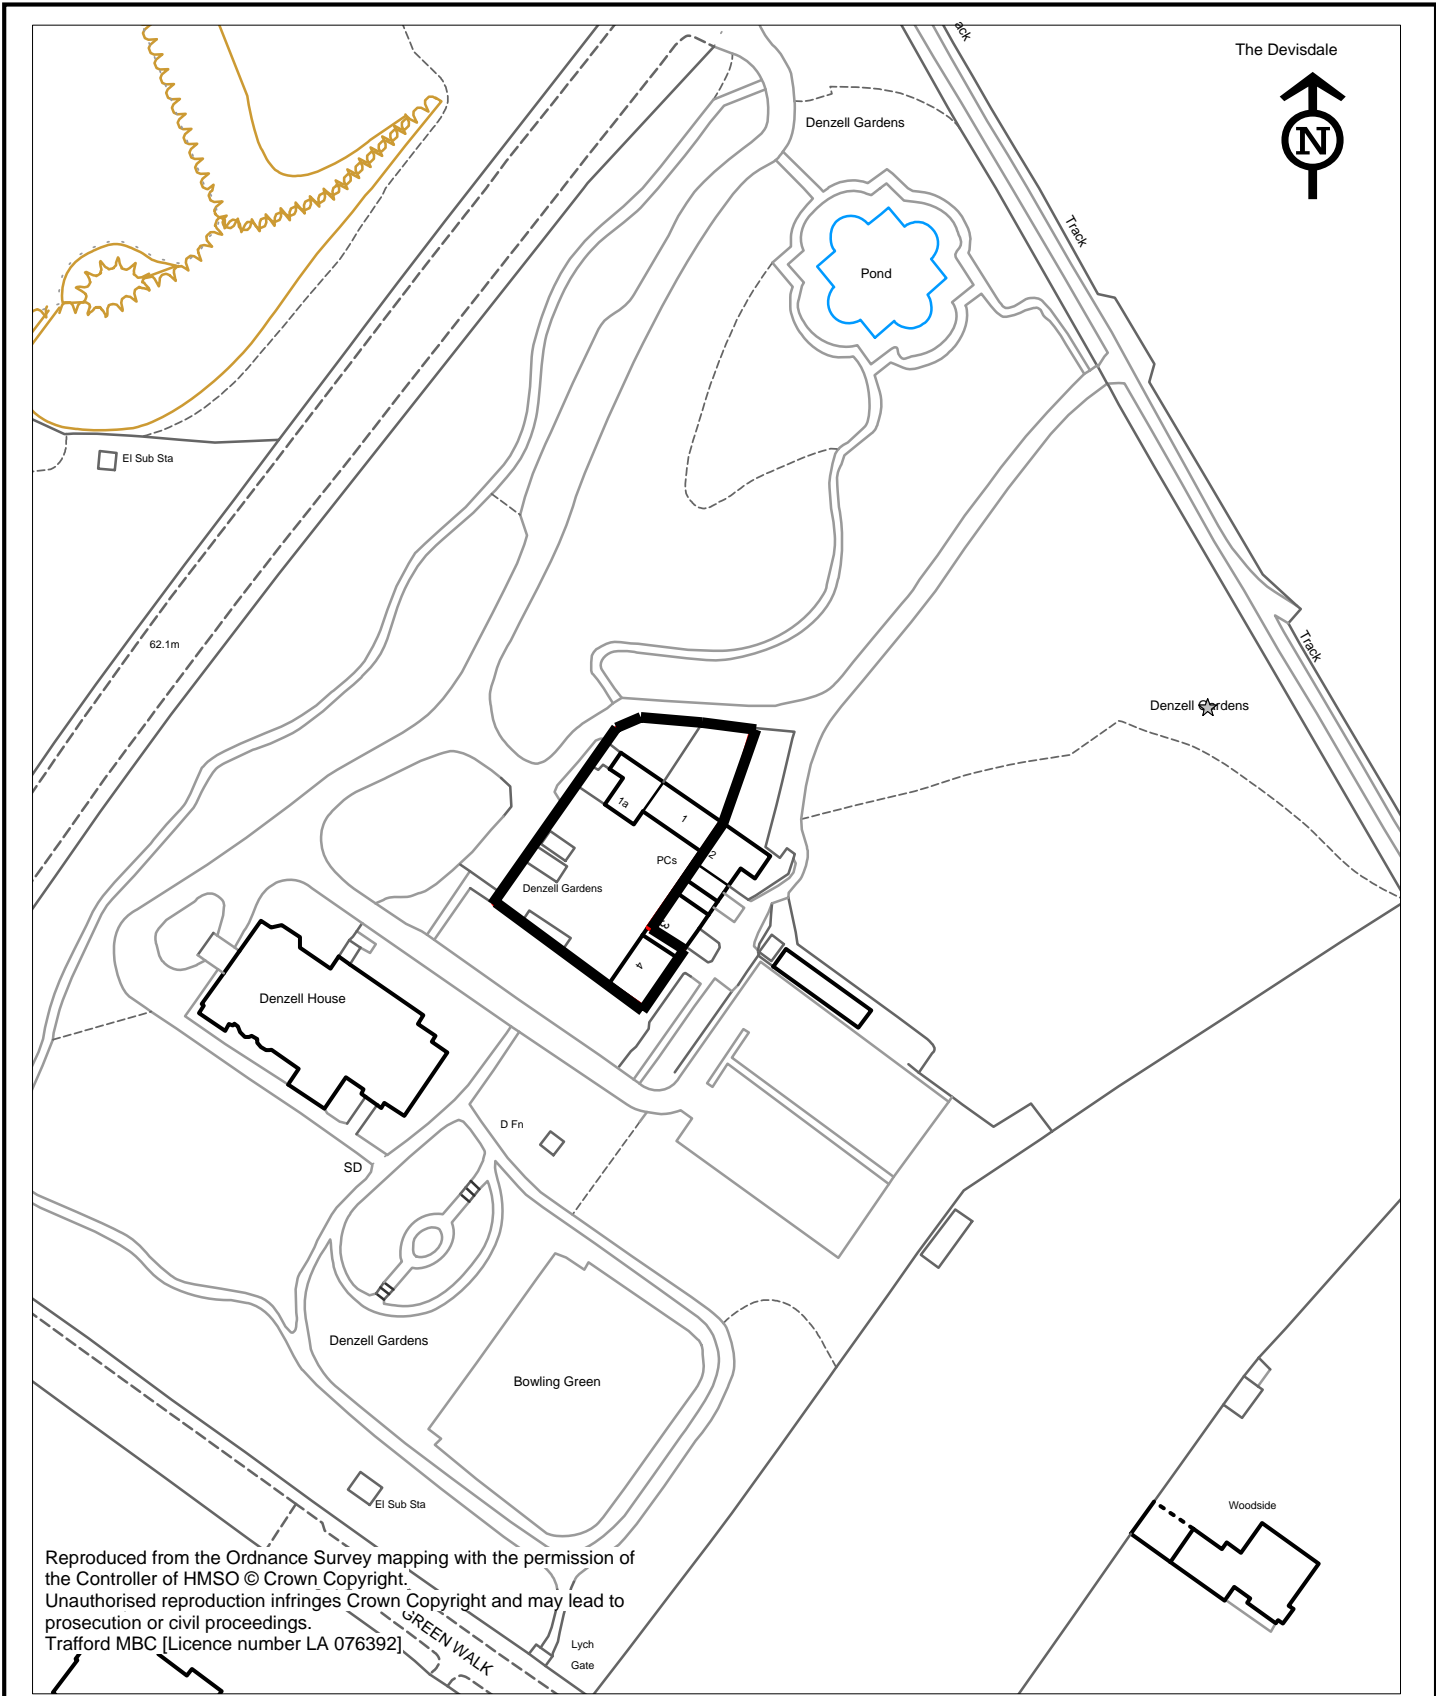 ack
The Devisdale
N
Denzell Gardens
Track
Pond
El Sub Sta
62.1m
Track
Denzell Gardens
1a
1
2
PCs
Denzell Gardens
3
4
Denzell House
D Fn
SD
Denzell Gardens
Bowling Green
El Sub Sta
Woodside
Reproduced from the Ordnance Survey mapping with the permission of
the Controller of HMSO © Crown Copyright.
Unauthorised reproduction infringes Crown Copyright and may lead to
prosecution or civil proceedings.
Trafford MBC [Licence number LA 076392]
GREEN WALK
Lych
Gate